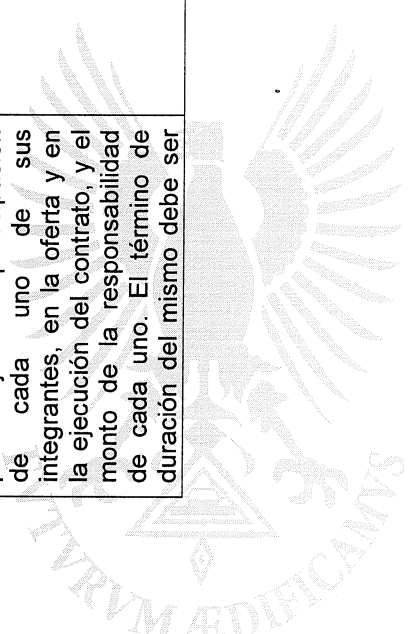 de cada uno de sus
integrantes, en la oferta y en
la ejecución del contrato, y el
monto de la responsabilidad
de cada uno. El término de
duración del mismo debe ser
TVRVM ÆDIFICAMVS